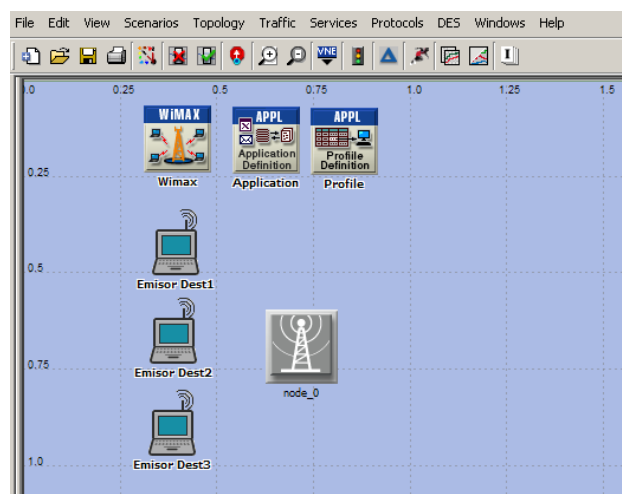 File Edit View Scenarios Topology Traffic Services Protocols DES Windows Help
VNE
0.0 0.25 0.5 0.75 1.0 1.25 1.5
WiMAX APPL APPL
Application Definition
Profile Definition
0.25
Wimax Application Profile
0.5
Emisor Dest1
0.75
Emisor Dest2
node_0
1.0
Emisor Dest3